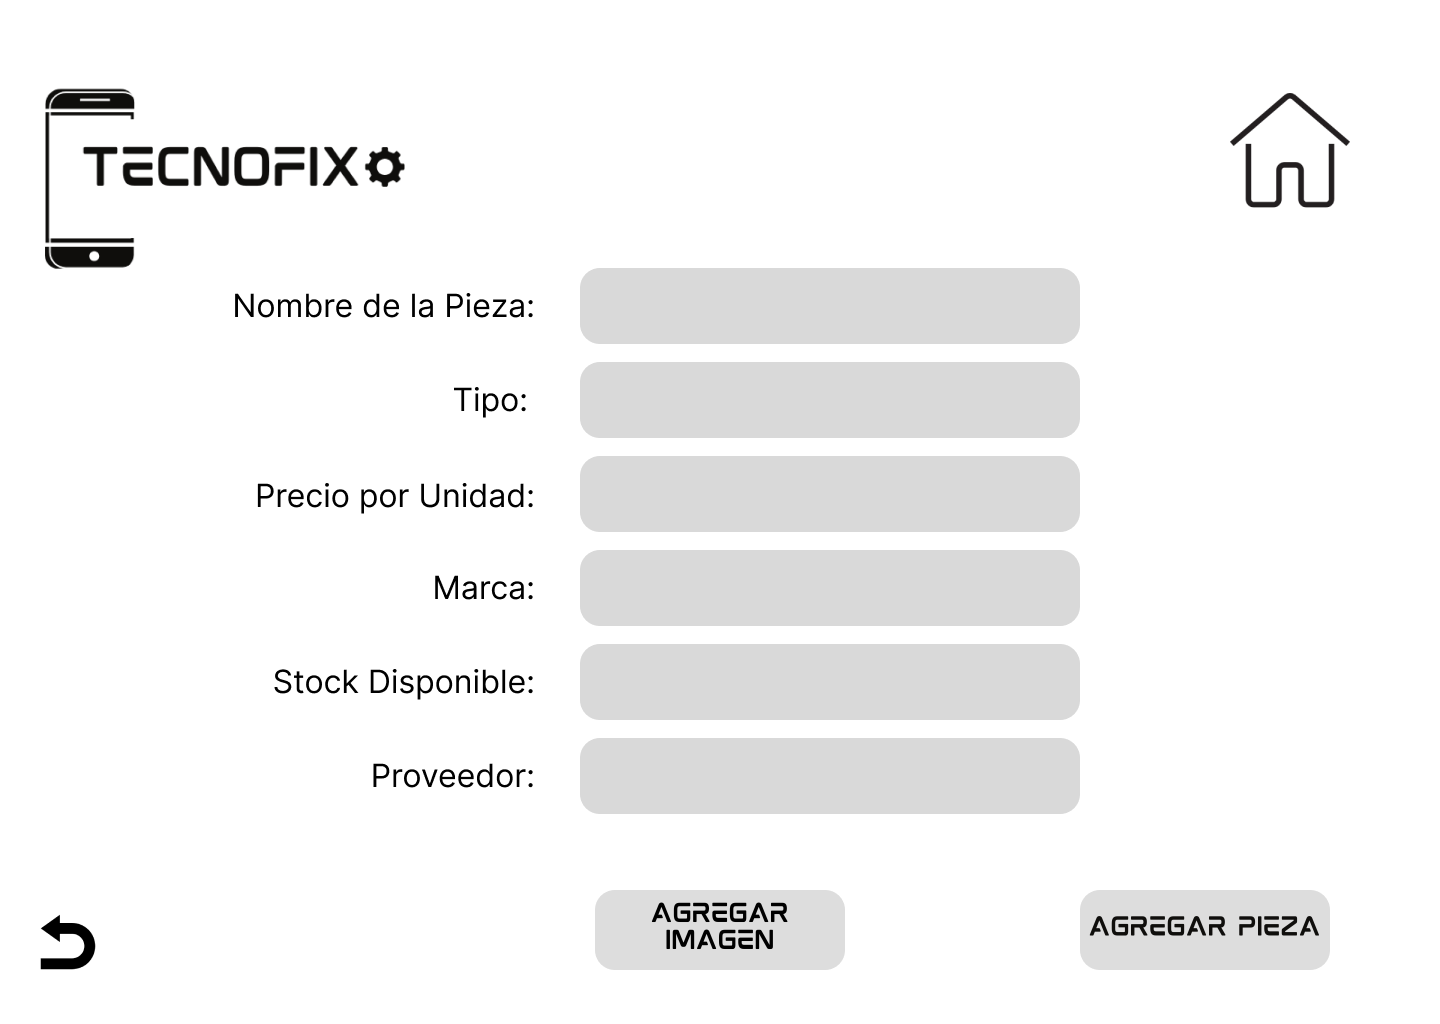 TECNOFIX
Nombre de la Pieza:
Tipo:
Precio por Unidad:
Marca:
Stock Disponible:
Proveedor:
AGREGAR
IMAGEN
AGREGAR PIEZA